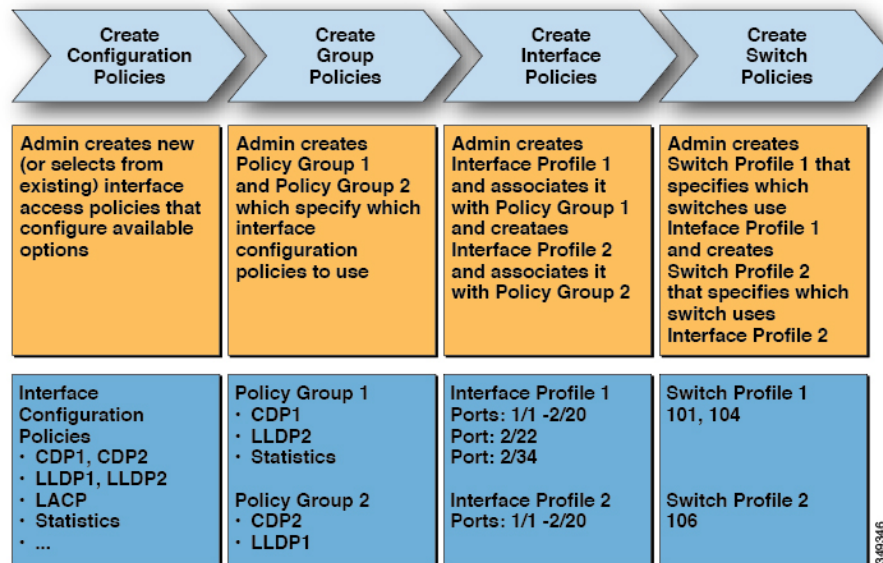 Create
Configuration
Policies
Create
Group
Policies
Create
Interface
Policies
Create
Switch
Policies
Admin creates new
(or selects from
existing) interface
access policies that
configure available
options
Admin creates
Policy Group 1
and Policy Group 2
which specify which
interface
configuration
policies to use
Admin creates
Interface Profile 1
and associates it
with Policy Group 1
and creataes
Interface Profile 2
and associates it
with Policy Group 2
Admin creates
Switch Profile 1 that
specifies which
switches use
Inteface Profile 1
and creates
Switch Profile 2
that specifies which
switch uses
Interface Profile 2
Interface
Configuration
Policies
· CDP1, CDP2
· LLDP1, LLDP2
· LACP
· Statistics
· ...
Policy Group 1
· CDP1
· LLDP2
· Statistics
Policy Group 2
· CDP2
· LLDP1
Interface Profile 1
Ports: 1/1 -2/20
Port: 2/22
Port: 2/34
Interface Profile 2
Ports: 1/1 -2/20
Switch Profile 1
101, 104
Switch Profile 2
106
349346